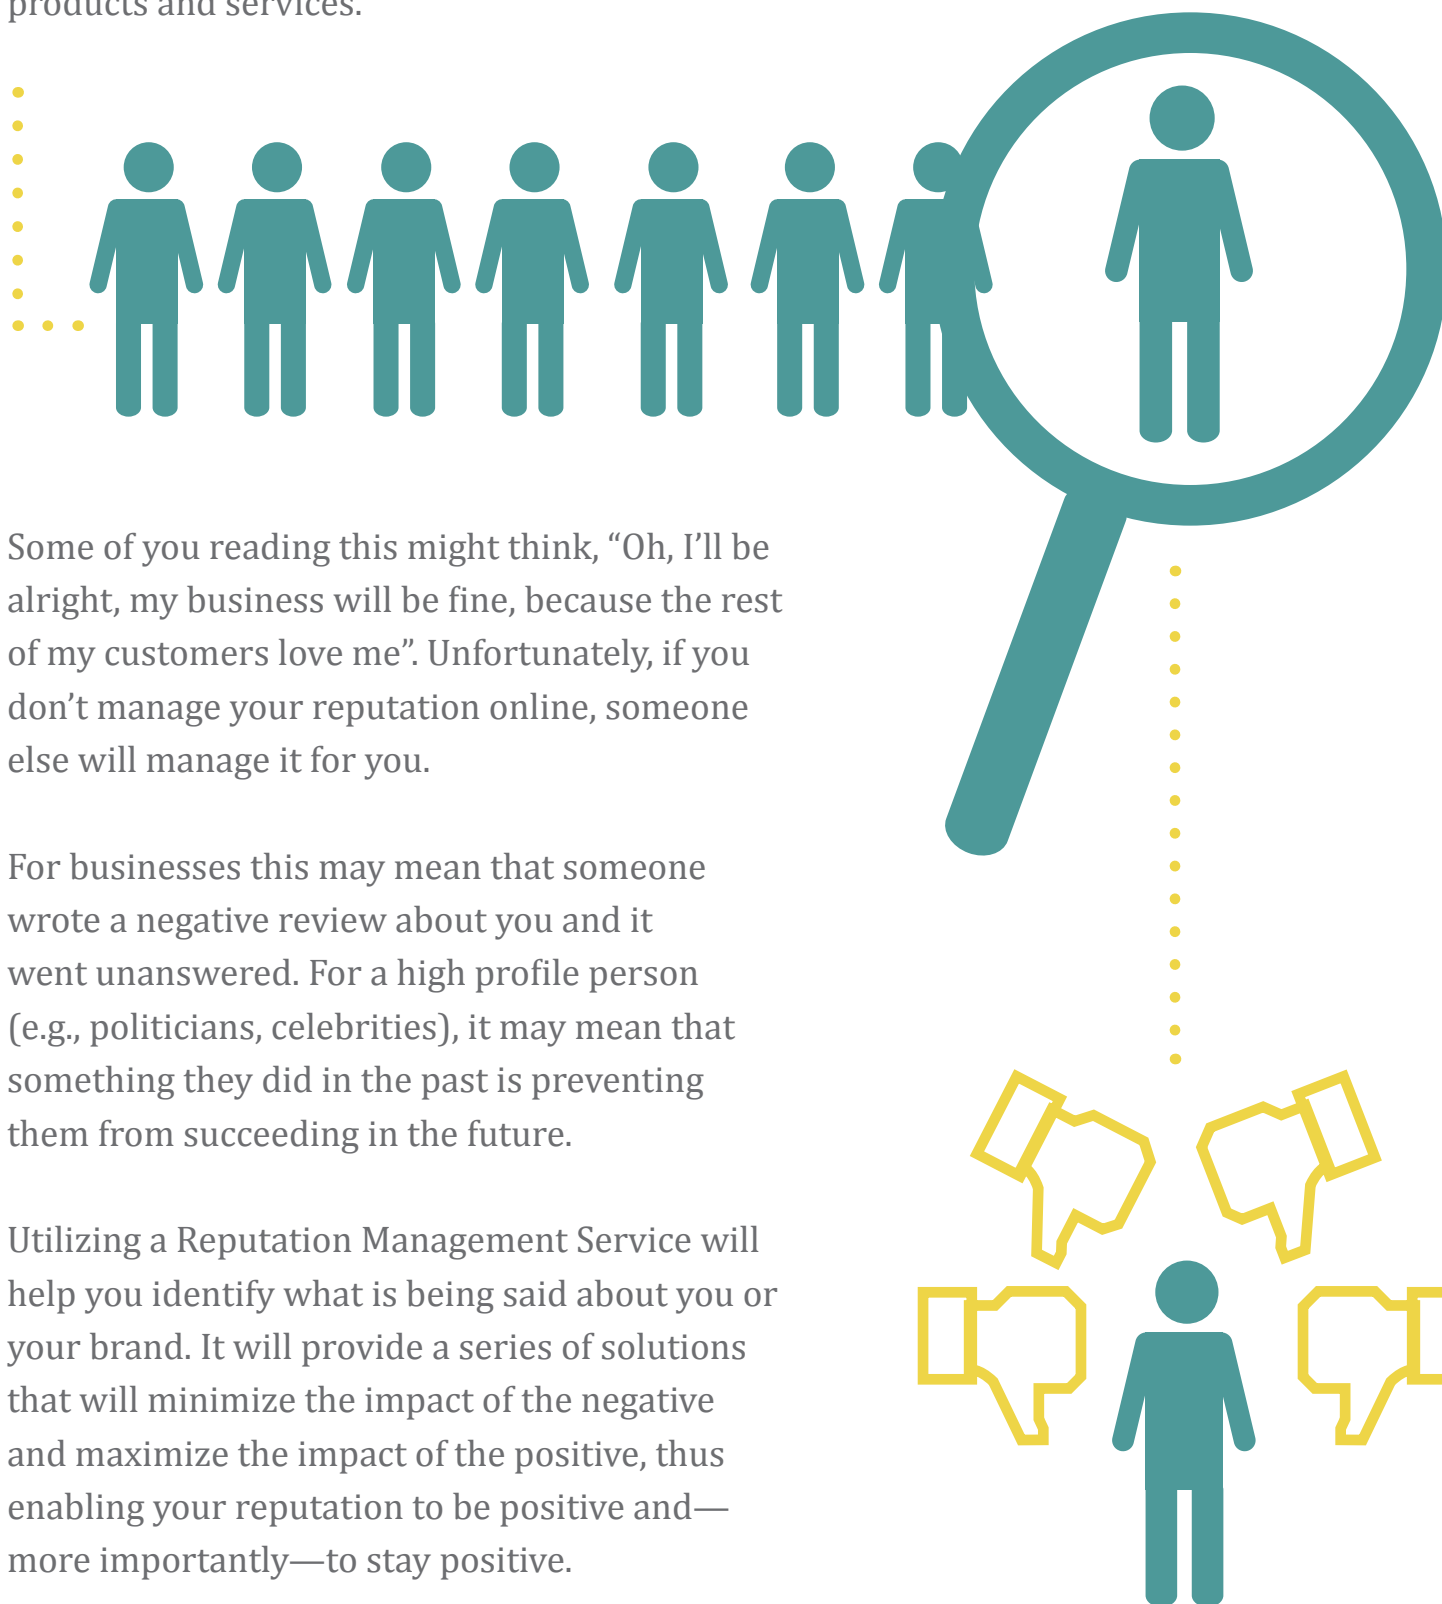 products and services.
Some of you reading this might think, “Oh, I’ll be
alright, my business will be fine, because the rest
of my customers love me”. Unfortunately, if you
don’t manage your reputation online, someone
else will manage it for you.
For businesses this may mean that someone
wrote a negative review about you and it
went unanswered. For a high profile person
(e.g., politicians, celebrities), it may mean that
something they did in the past is preventing
them from succeeding in the future.
Utilizing a Reputation Management Service will
help you identify what is being said about you or
your brand. It will provide a series of solutions
that will minimize the impact of the negative
and maximize the impact of the positive, thus
enabling your reputation to be positive and—
more importantly—to stay positive.